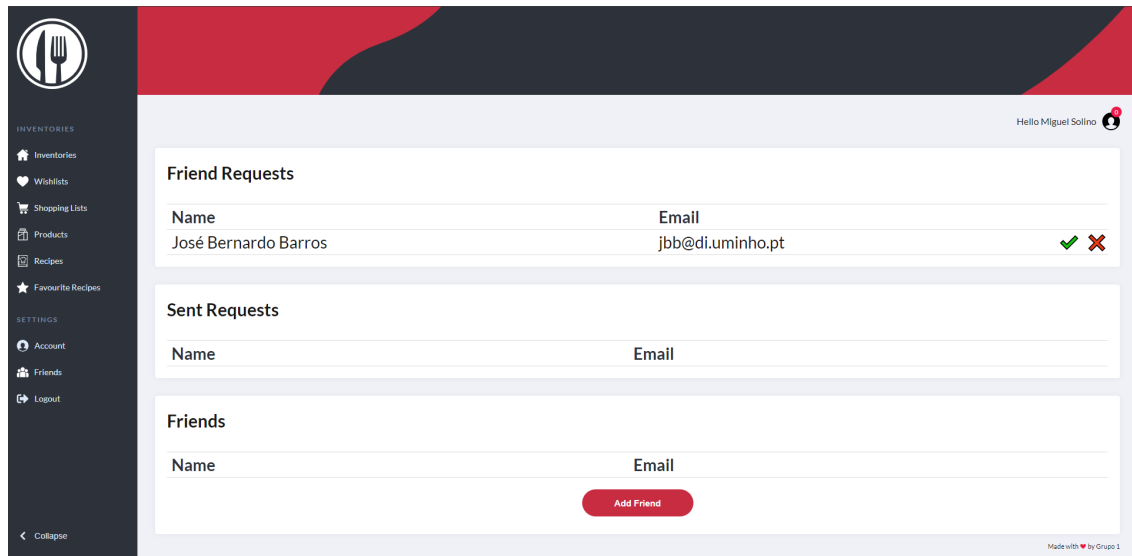 INVENTORIES
Inventories
Wishlists
Shopping Lists
Products
Recipes
Favourite Recipes
SETTINGS
Account
Friends
Logout
Collapse
Hello Miguel Solino
0
Friend Requests
Name Email
José Bernardo Barros jbb@di.uminho.pt
Sent Requests
Name Email
Friends
Name Email
Add Friend
Made with ♥ by Grupo 1